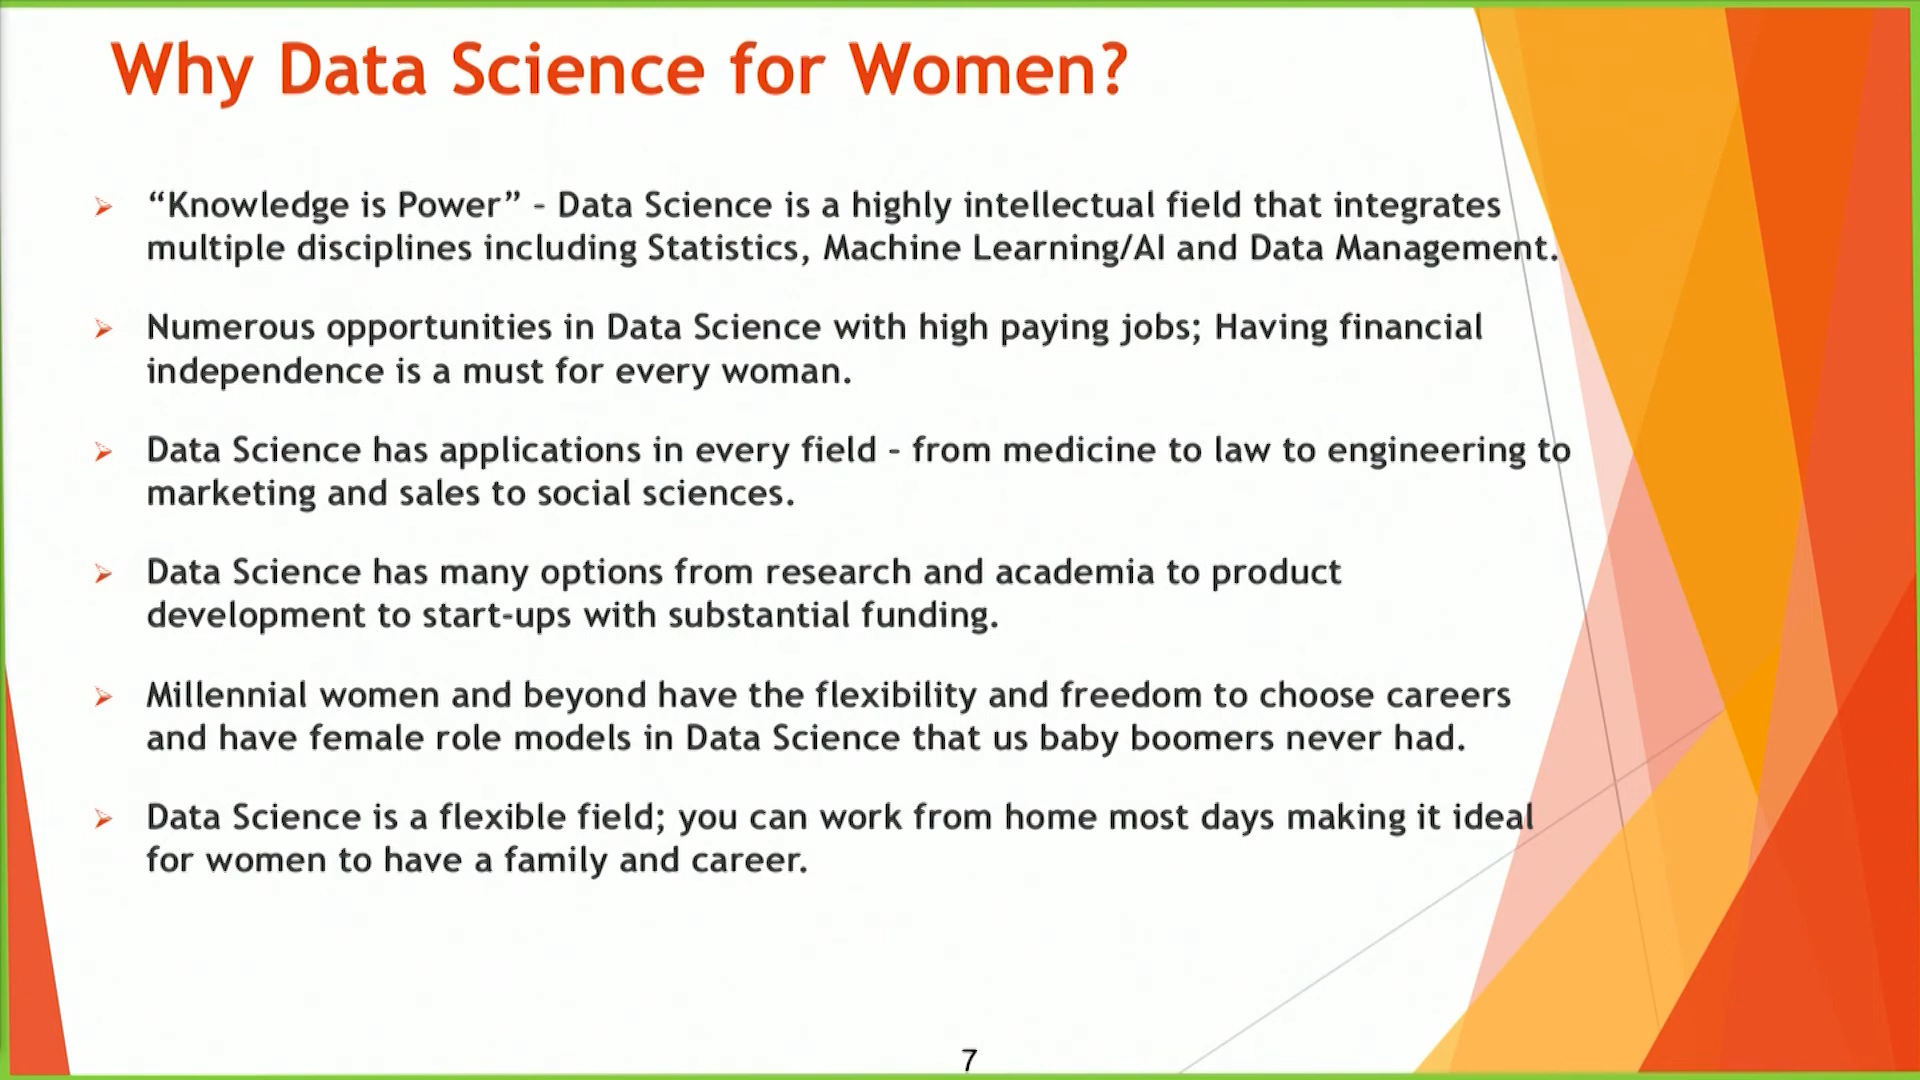 Why Data Science for Women?
➢ “Knowledge is Power” – Data Science is a highly intellectual field that integrates
multiple disciplines including Statistics, Machine Learning/AI and Data Management.
➢ Numerous opportunities in Data Science with high paying jobs; Having financial
independence is a must for every woman.
➢ Data Science has applications in every field – from medicine to law to engineering to
marketing and sales to social sciences.
➢ Data Science has many options from research and academia to product
development to start-ups with substantial funding.
➢ Millennial women and beyond have the flexibility and freedom to choose careers
and have female role models in Data Science that us baby boomers never had.
➢ Data Science is a flexible field; you can work from home most days making it ideal
for women to have a family and career.
7